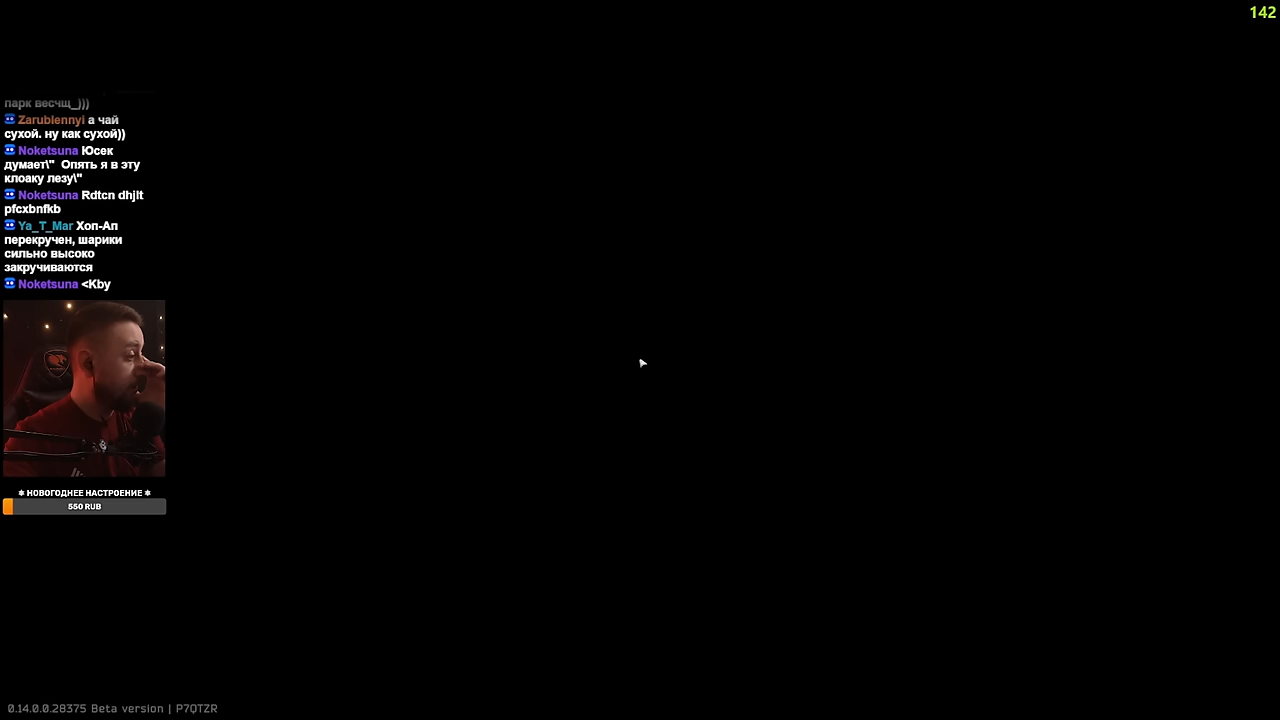 142
парк весчщ_)))
Zarublennyi а чай
сухой. ну как сухой))
Noketsuna Юсек
думает\" Опять я в эту
клоаку лезу\"
Noketsuna Rdtcn dhjlt
pfcxbnfkb
Ya_T_Mar Хоп-Ап
перекручен, шарики
сильно высоко
закручиваются
Noketsuna <Kby
✱ НОВОГОДНЕЕ НАСТРОЕНИЕ ✱
550 RUB
0.14.0.0.28375 Beta version | P7QTZR